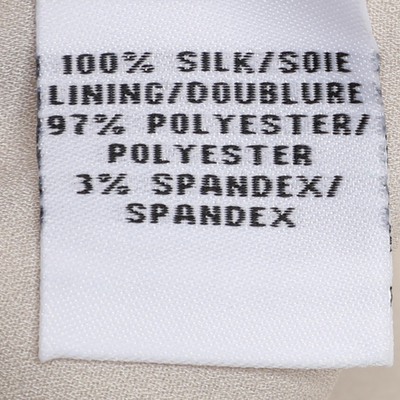 100% SILK/SOIE
LINING/DOUBLURE
97% POLYESTER/
POLYESTER
3% SPANDEX/
SPANDEX